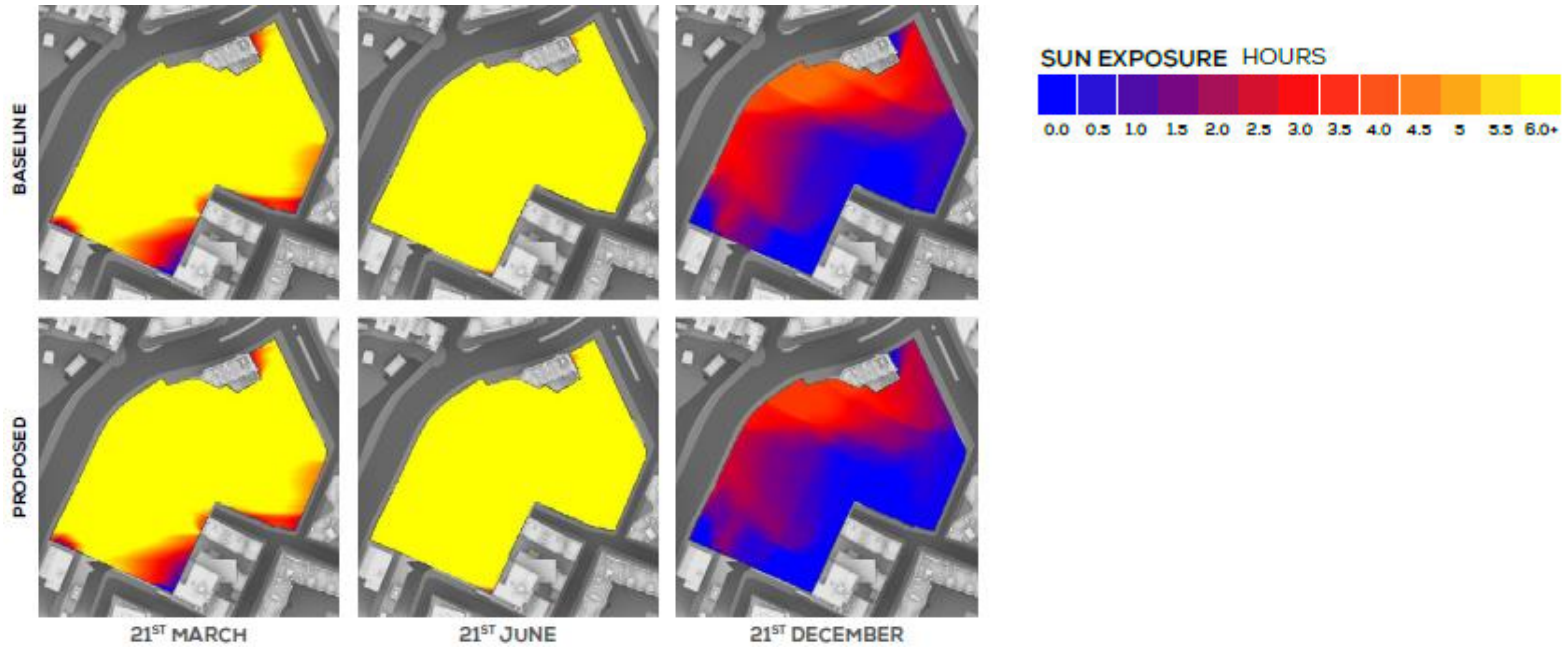 SUN EXPOSURE HOURS
0.0 0.5 1.0 1.5 2.0 2.5 3.0 3.5 4.0 4.5 5 5.5 6.0+
BASELINE
PROPOSED
21ST MARCH 21ST JUNE 21ST DECEMBER